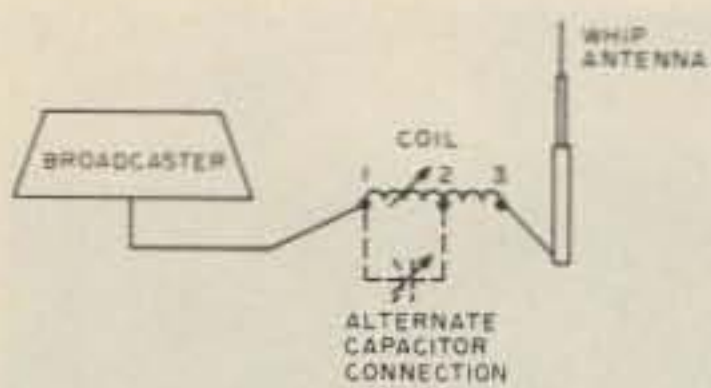 WHIP
ANTENNA
COIL
BROADCASTER
1 2 3
ALTERNATE
CAPACITOR
CONNECTION